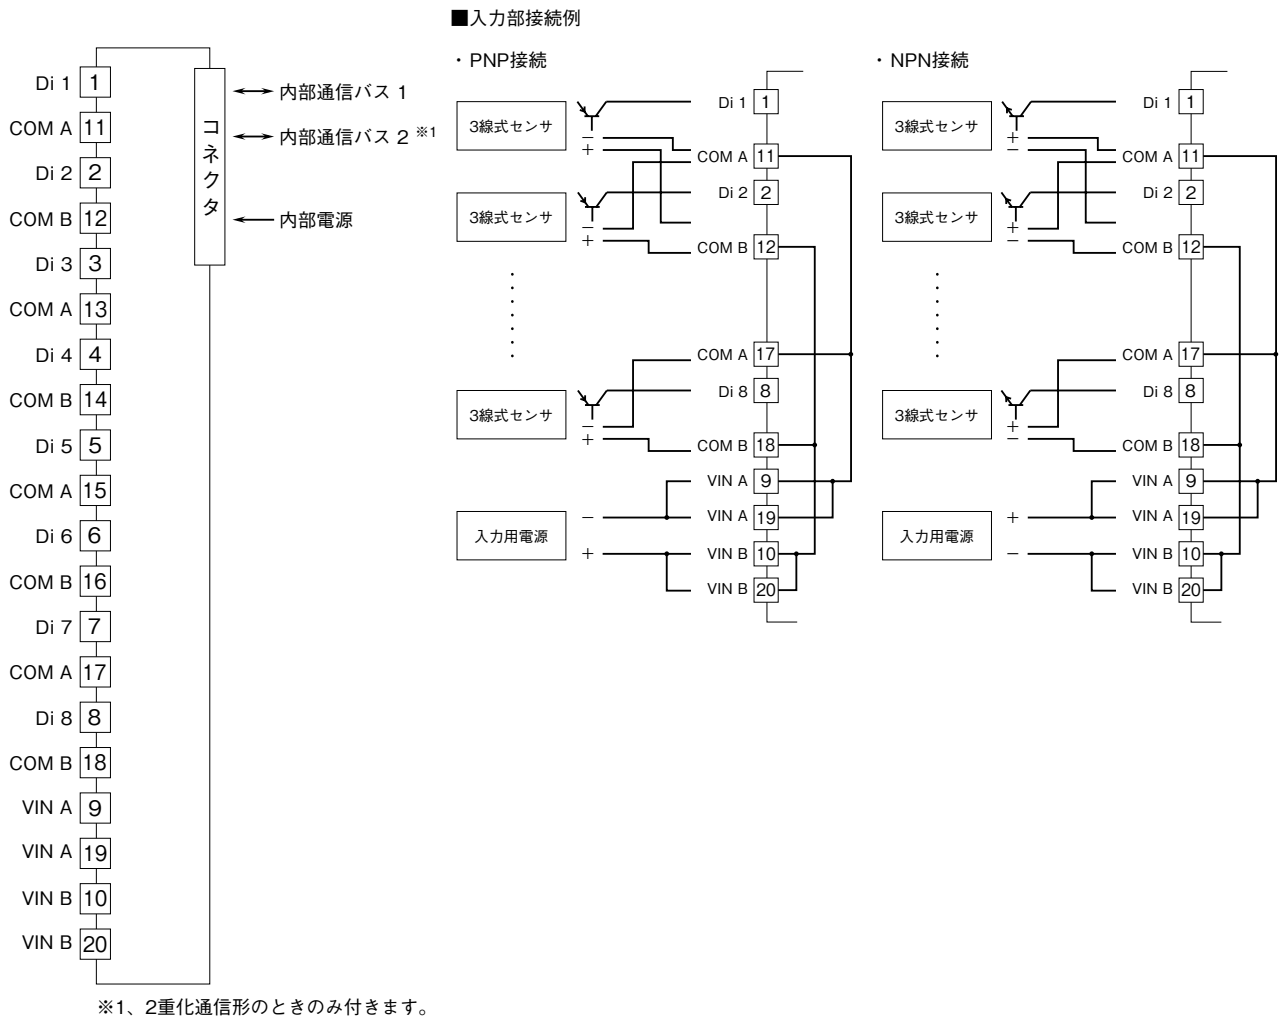 ■入力部接続例
・ PNP接続
・ NPN接続
Di 1 1
COM A 11
Di 2 2
COM B 12
Di 3 3
COM A 13
Di 4 4
COM B 14
Di 5 5
COM A 15
Di 6 6
COM B 16
Di 7 7
COM A 17
Di 8 8
COM B 18
VIN A 9
VIN A 19
VIN B 10
VIN B 20
コネクタ
内部通信バス 1
内部通信バス 2 ※1
内部電源
※1、2重化通信形のときのみ付きます。
3線式センサ
−
+
Di 1 1
COM A 11
3線式センサ
−
+
Di 2 2
COM B 12
COM A 17
3線式センサ
−
+
Di 8 8
COM B 18
VIN A 9
入力用電源
−
+
VIN A 19
VIN B 10
VIN B 20
3線式センサ
+
−
Di 1 1
COM A 11
3線式センサ
+
−
Di 2 2
COM B 12
COM A 17
3線式センサ
+
−
Di 8 8
COM B 18
VIN A 9
入力用電源
+
−
VIN A 19
VIN B 10
VIN B 20